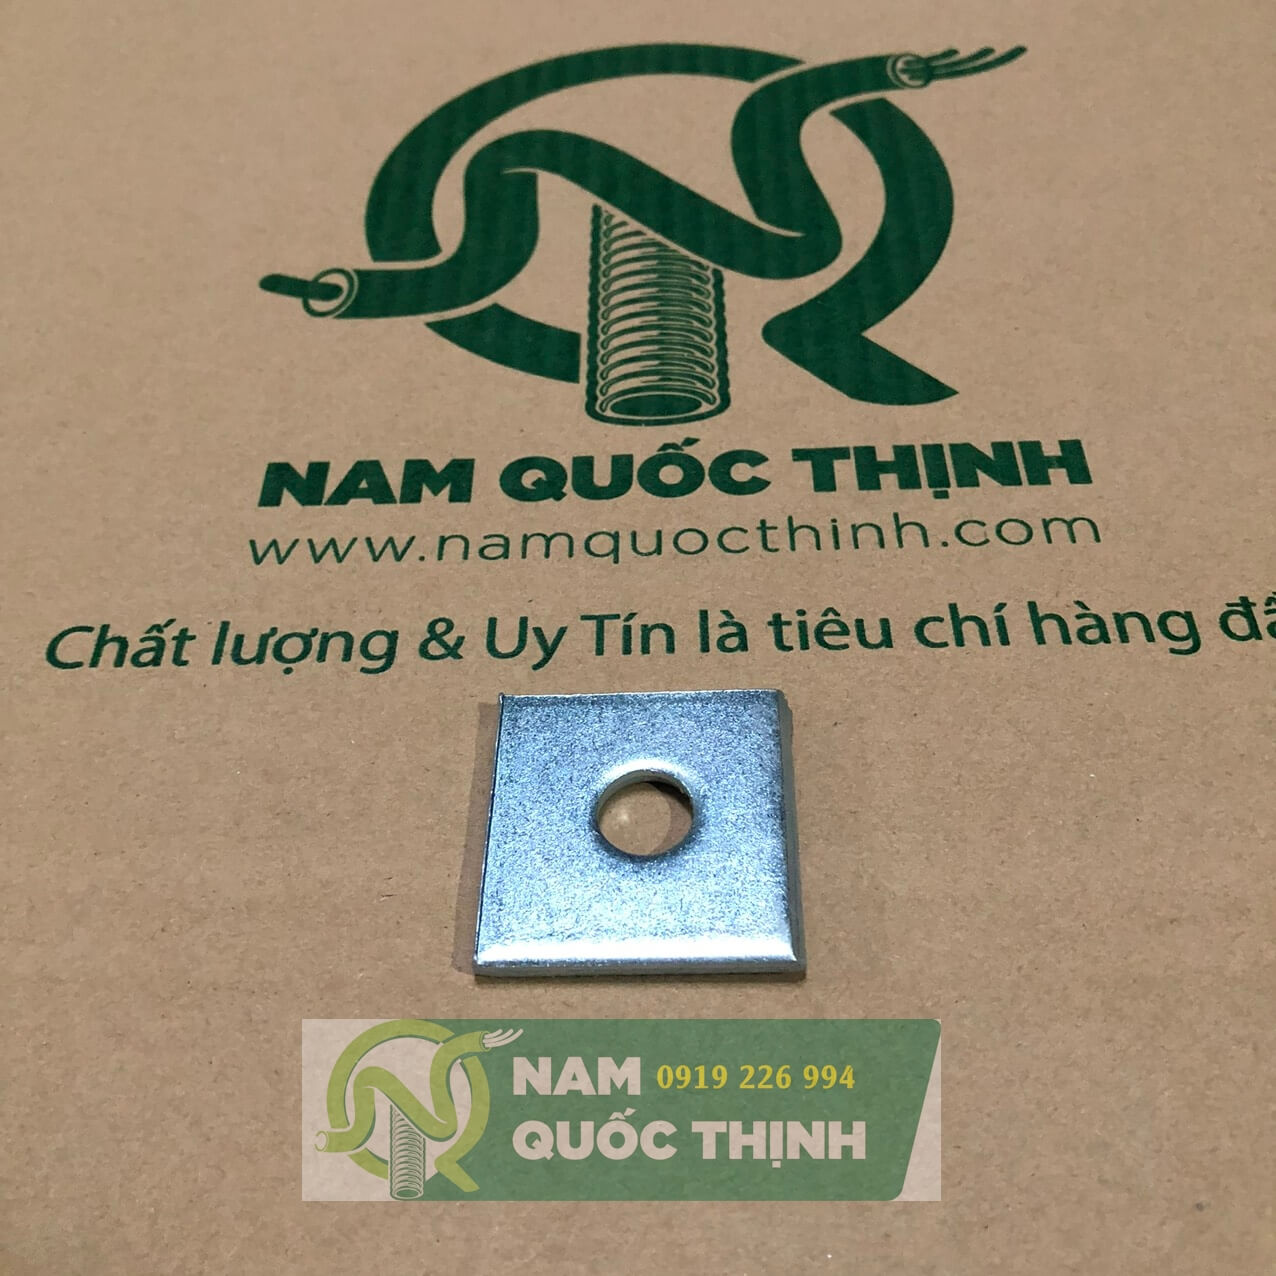 NAM QUỐC THỊNH
www.namquocthinh.com
Chất lượng & Uy Tín là tiêu chí hàng
NAM 0919 226 994
QUỐC THỊNH